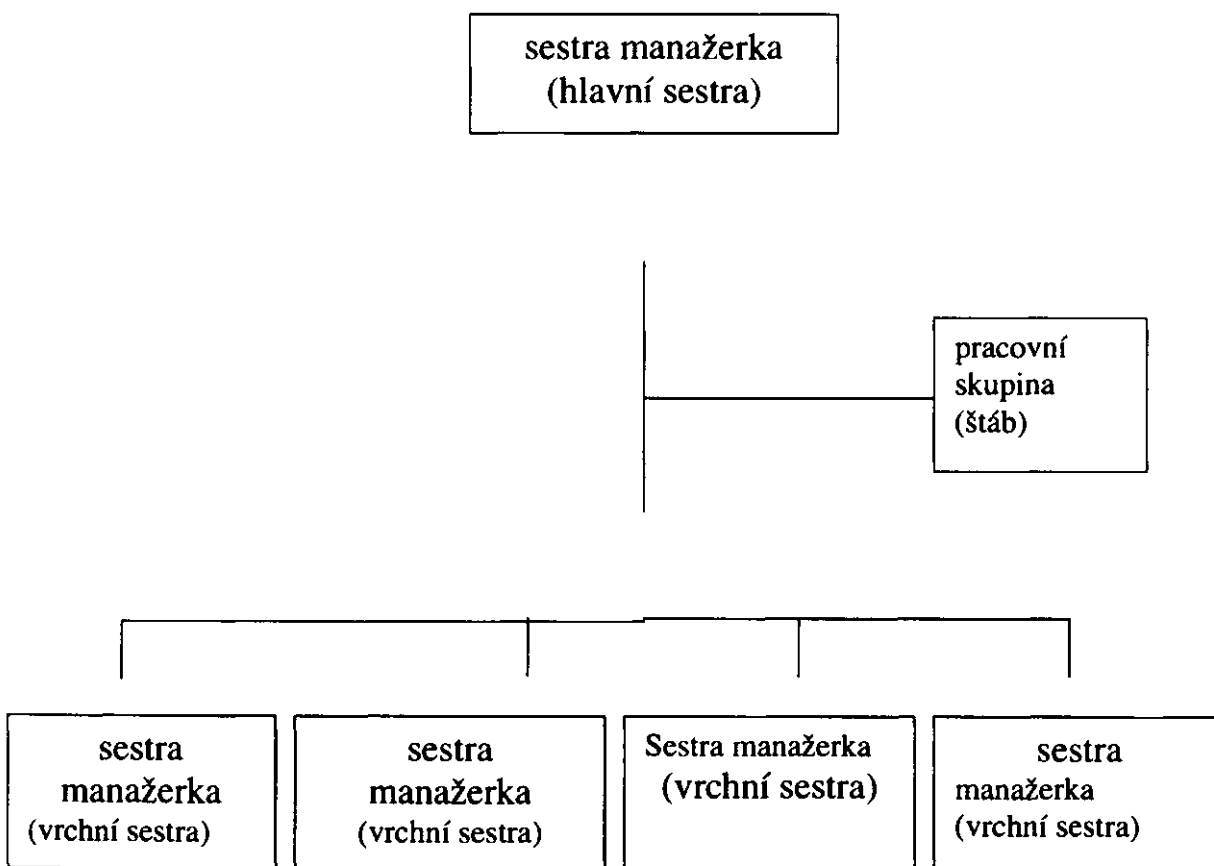 sestra manažerka
(hlavní sestra)
pracovní
skupina
(štáb)
sestra
manažerka
(vrchní sestra)
sestra
manažerka
(vrchní sestra)
Sestra manažerka
(vrchní sestra)
sestra
manažerka
(vrchní sestra)